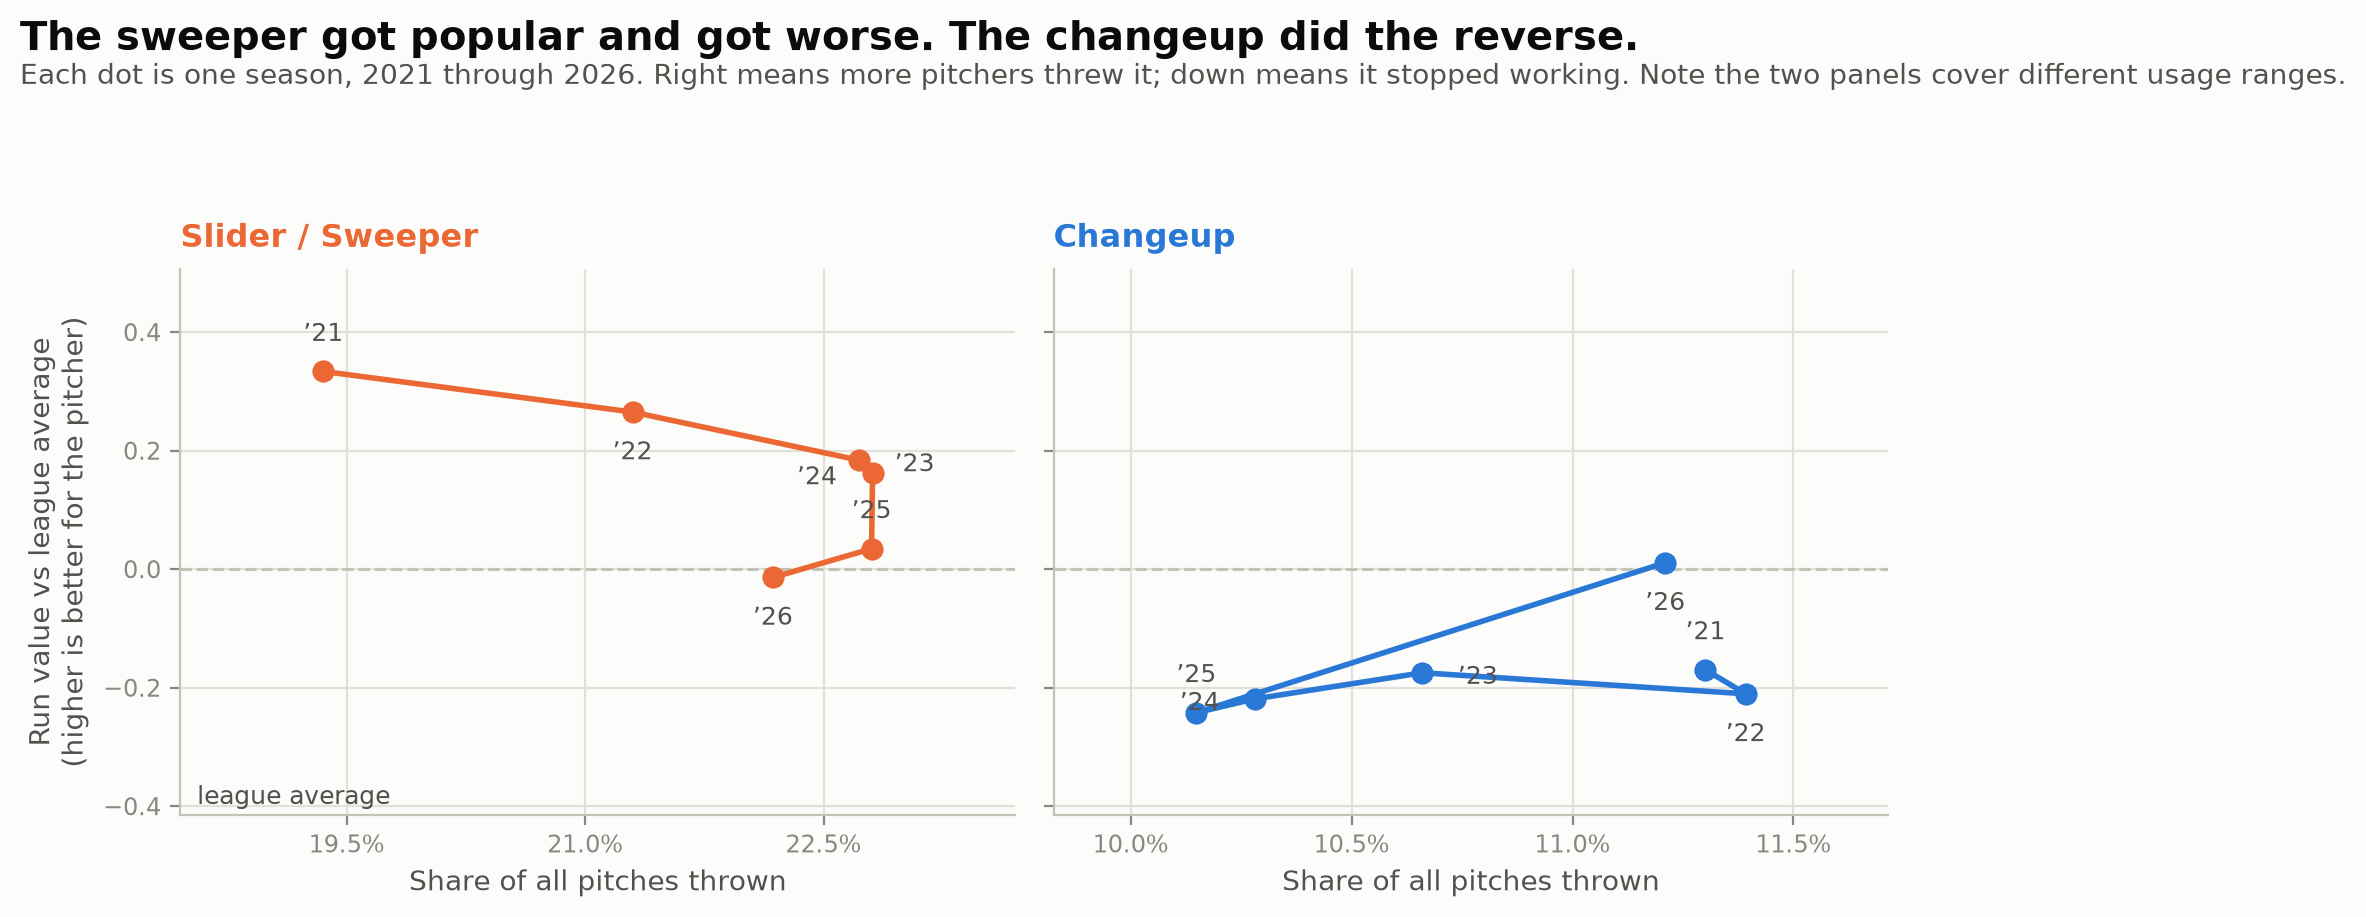 The sweeper got popular and got worse. The changeup did the reverse.
Each dot is one season, 2021 through 2026. Right means more pitchers threw it; down means it stopped working. Note the two panels cover different usage ranges.
Slider / Sweeper
Run value vs league average
(higher is better for the pitcher)
0.4
0.2
0.0
−0.2
−0.4
’21
’22
’23
’24
’25
’26
league average
19.5%
21.0%
22.5%
Share of all pitches thrown
Changeup
’26
’21
’25
’23
’24
’22
10.0%
10.5%
11.0%
11.5%
Share of all pitches thrown